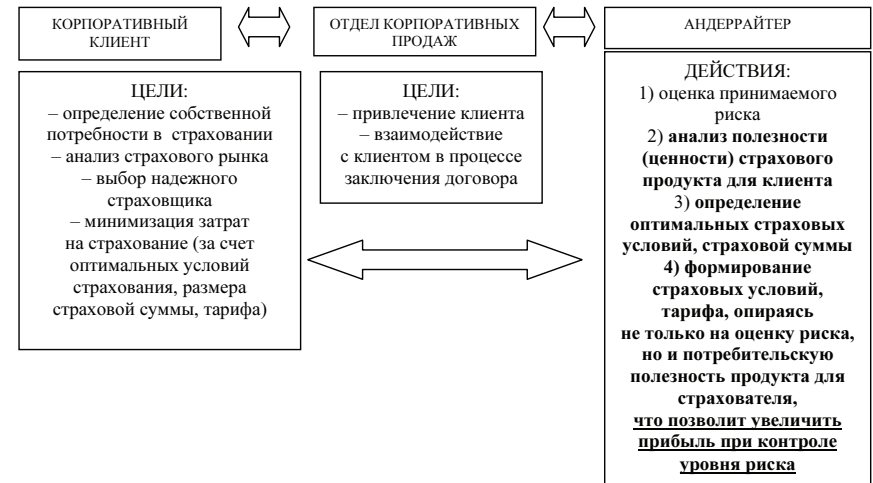 КОРПОРАТИВНЫЙ
КЛИЕНТ
ОТДЕЛ КОРПОРАТИВНЫХ
ПРОДАЖ
АНДЕРРАЙТЕР
ЦЕЛИ:
– определение собственной
потребности в страховании
– анализ страхового рынка
– выбор надежного
страховщика
– минимизация затрат
на страхование (за счет
оптимальных условий
страхования, размера
страховой суммы, тарифа)
ЦЕЛИ:
– привлечение клиента
– взаимодействие
с клиентом в процессе
заключения договора
ДЕЙСТВИЯ:
1) оценка принимаемого
риска
2) анализ полезности
(ценности) страхового
продукта для клиента
3) определение
оптимальных страховых
условий, страховой суммы
4) формирование
страховых условий,
тарифа, опираясь
не только на оценку риска,
но и потребительскую
полезность продукта для
страхователя,
что позволит увеличить
прибыль при контроле
уровня риска